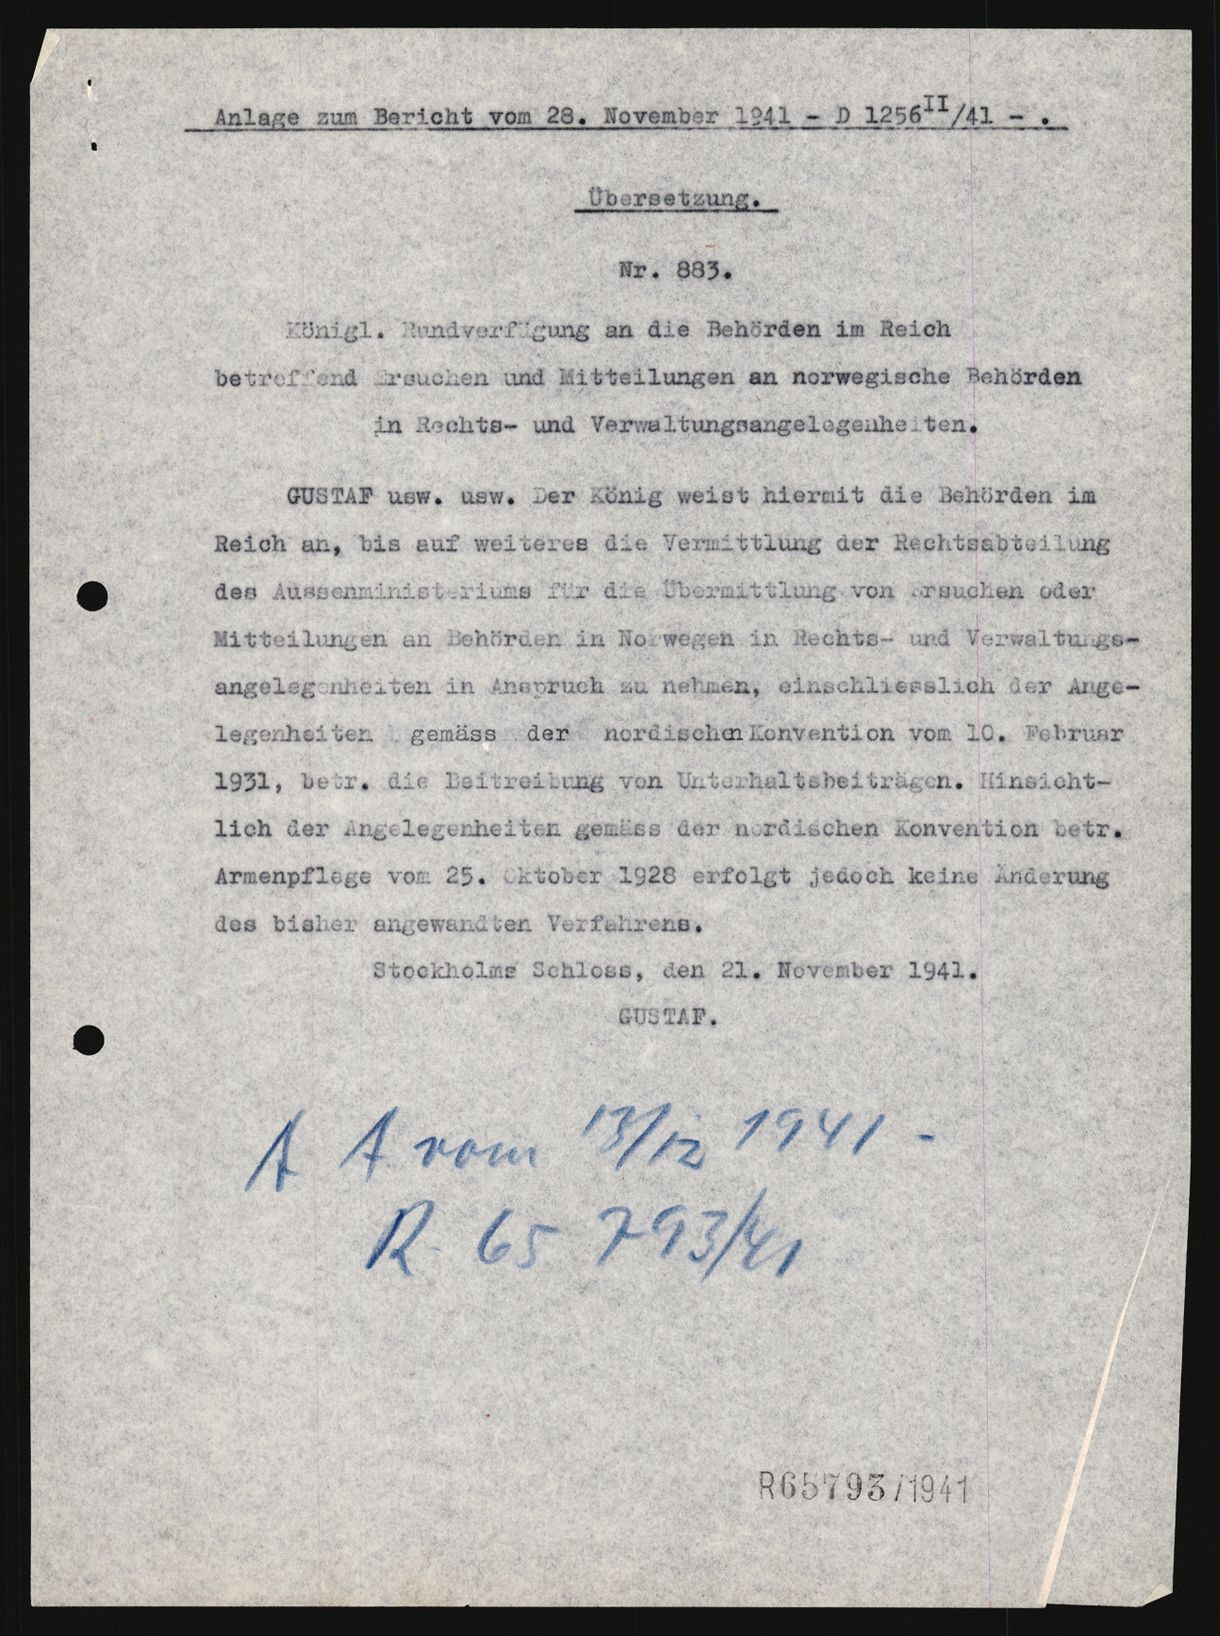 Anlage zum Bericht vom 28. November 1941 - D 1256II/41 - .
Übersetzung.
Nr. 883.
Königl. Rundverfügung an die Behörden im Reich
betreffend Ersuchen und Mitteilungen an norwegische Behörden
in Rechts- und Verwaltungsangelegenheiten.
GUSTAF usw. usw. Der König weist hiermit die Behörden im
Reich an, bis auf weiteres die Vermittlung der Rechtsabteilung
des Aussenministeriums für die Übermittlung von Ersuchen oder
Mitteilungen an Behörden in Norwegen in Rechts- und Verwaltungs-
angelegenheiten in Anspruch zu nehmen, einschliesslich der Ange-
legenheiten gemäss der nordischen Konvention vom 10. Februar
1931, betr. die Beitreibung von Unterhaltsbeiträgen. Hinsicht-
lich der Angelegenheiten gemäss der nordischen Konvention betr.
Armenpflege vom 25. Oktober 1928 erfolgt jedoch keine Änderung
des bisher angewandten Verfahrens.
Stockholms Schloss, den 21. November 1941.
GUSTAF.
A A vom 13/12 1941 -
R. 65 793/41
R65793/1941